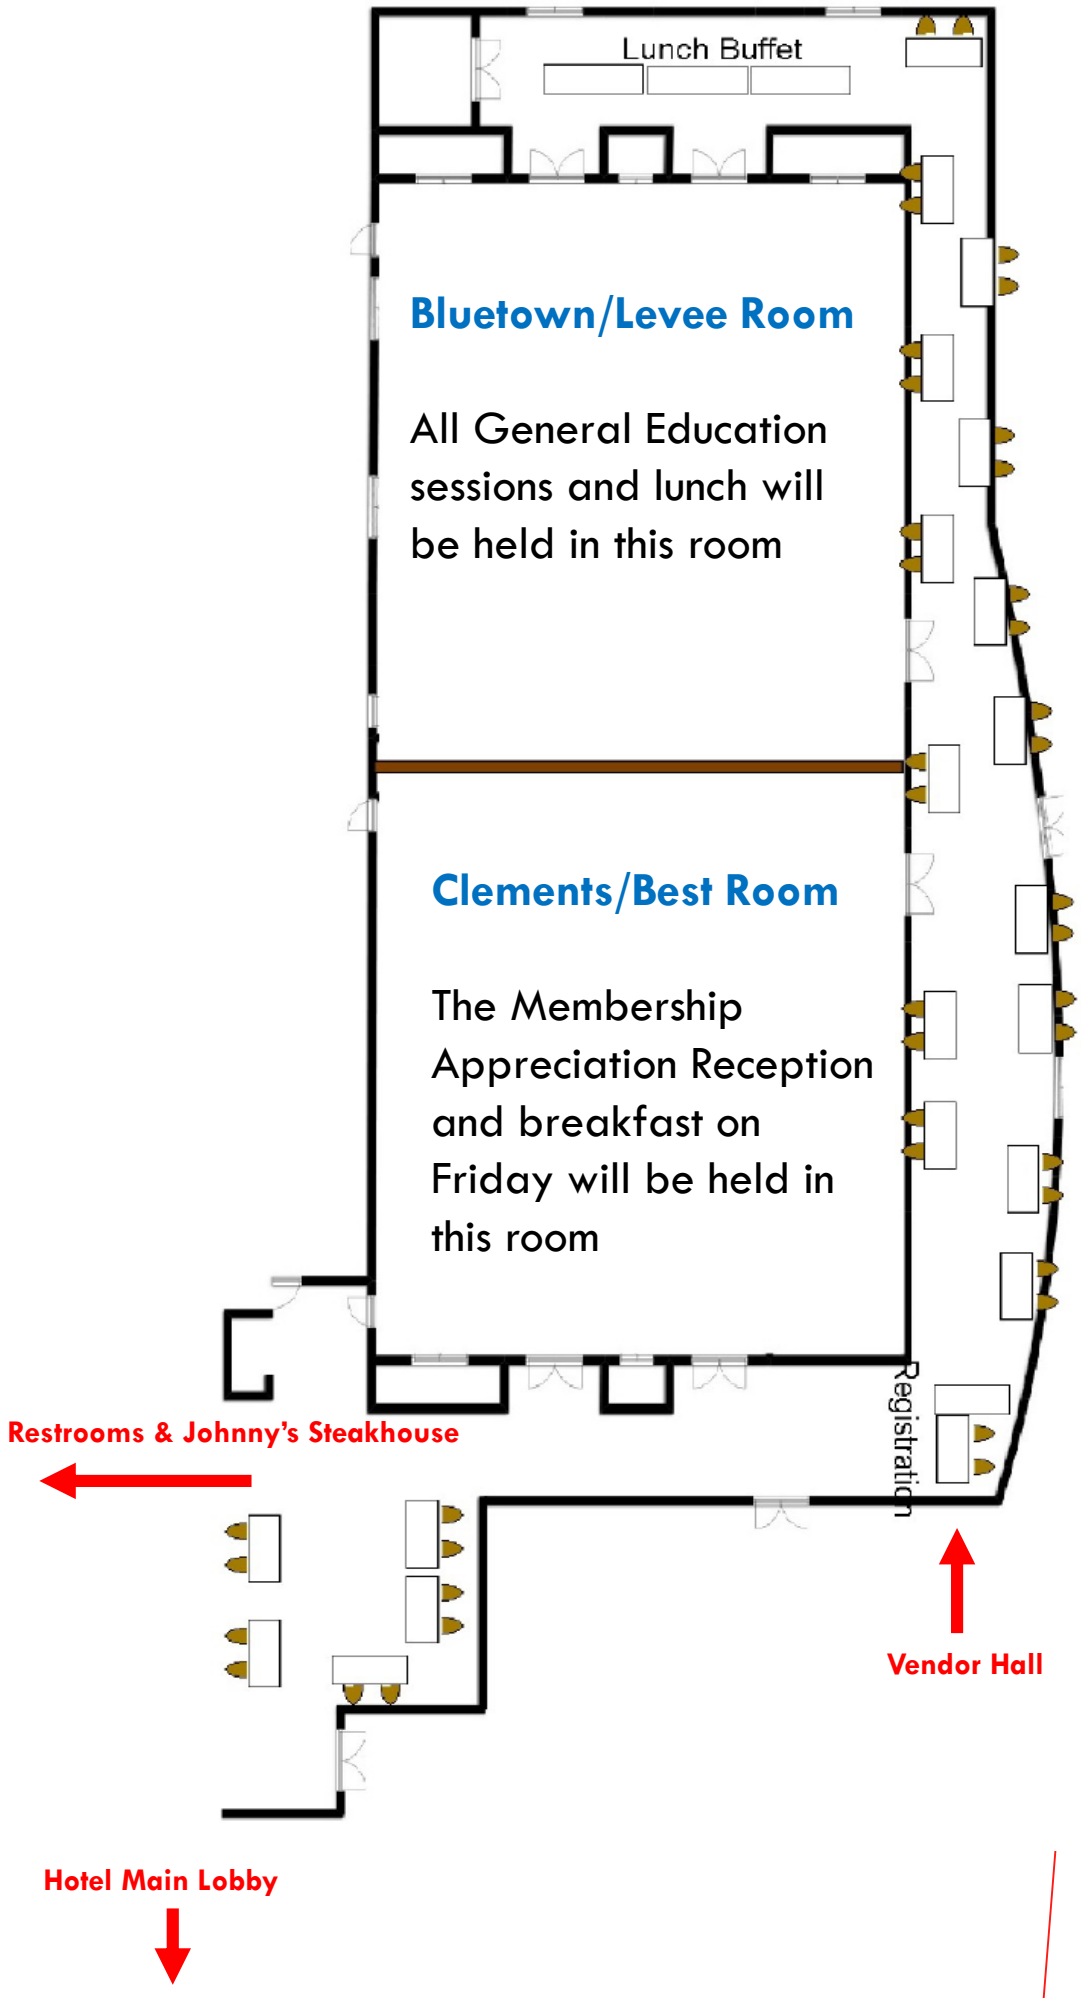 Lunch Buffet
Bluetown/Levee Room
All General Education
sessions and lunch will
be held in this room
Clements/Best Room
The Membership
Appreciation Reception
and breakfast on
Friday will be held in
this room
Registration
Restrooms & Johnny’s Steakhouse
Vendor Hall
Hotel Main Lobby